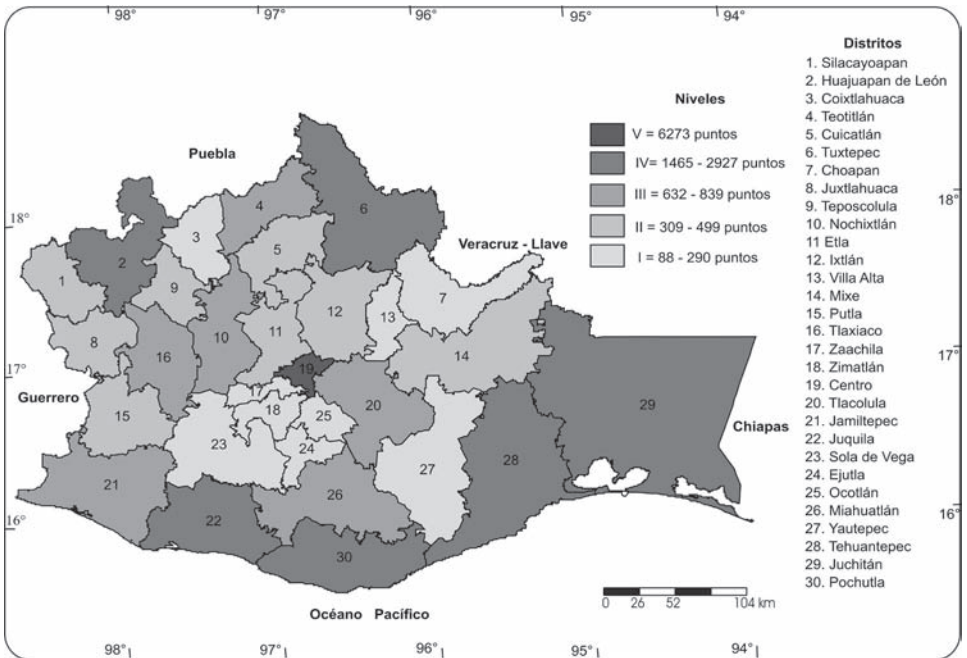 98°
97°
96°
95°
94°
Distritos
1. Silacayoapan
2. Huajuapan de León
3. Coixtlahuaca
4. Teotitlán
5. Cuicatlán
6. Tuxtepec
7. Choapan
8. Juxtlahuaca
9. Teposcolula
10. Nochixtlán
11 Etla
12. Ixtlán
13. Villa Alta
14. Mixe
15. Putla
16. Tlaxiaco
17. Zaachila
18. Zimatlán
19. Centro
20. Tlacolula
21. Jamiltepec
22. Juquila
23. Sola de Vega
24. Ejutla
25. Ocotlán
26. Miahuatlán
27. Yautepec
28. Tehuantepec
29. Juchitán
30. Pochutla
Niveles
V = 6273 puntos
IV= 1465 - 2927 puntos
III = 632 - 839 puntos
II = 309 - 499 puntos
I = 88 - 290 puntos
Puebla
Veracruz - Llave
Guerrero
Chiapas
Océano Pacífico
18°
17°
16°
18°
17°
16°
4
6
3
2
5
1
9
7
12
13
10
11
8
14
16
19
17
20
29
18
25
15
23
24
28
27
21
26
22
30
0 26 52 104 km
98°
97°
96°
95°
94°